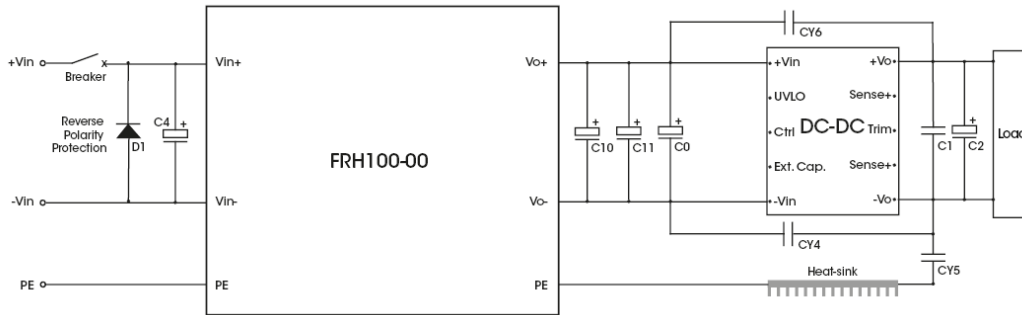 CY6
+Vin
Breaker
Vin+
Vo+
+Vin
+Vo
UVLO
Sense+
Reverse
Polarity
Protection
D1
C4
+
FRH100-00
+
C10
+
C11
+
C0
Ctrl
DC-DC
Trim
C1
+
C2
Load
Ext. Cap.
Sense+
-Vin
Vin-
Vo-
-Vin
-Vo
CY4
CY5
Heat-sink
PE
PE
PE